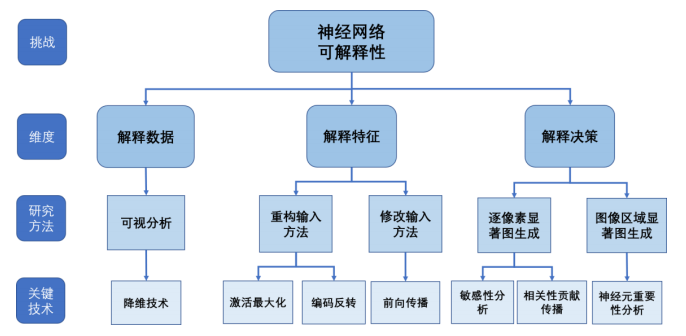 挑战
神经网络
可解释性
维度
解释数据
解释特征
解释决策
研究
方法
可视分析
重构输入
方法
修改输入
方法
逐像素显
著图生成
图像区域显
著图生成
关键
技术
降维技术
激活最大化
编码反转
前向传播
敏感性分
析
相关性贡献
传播
神经元重要
性分析